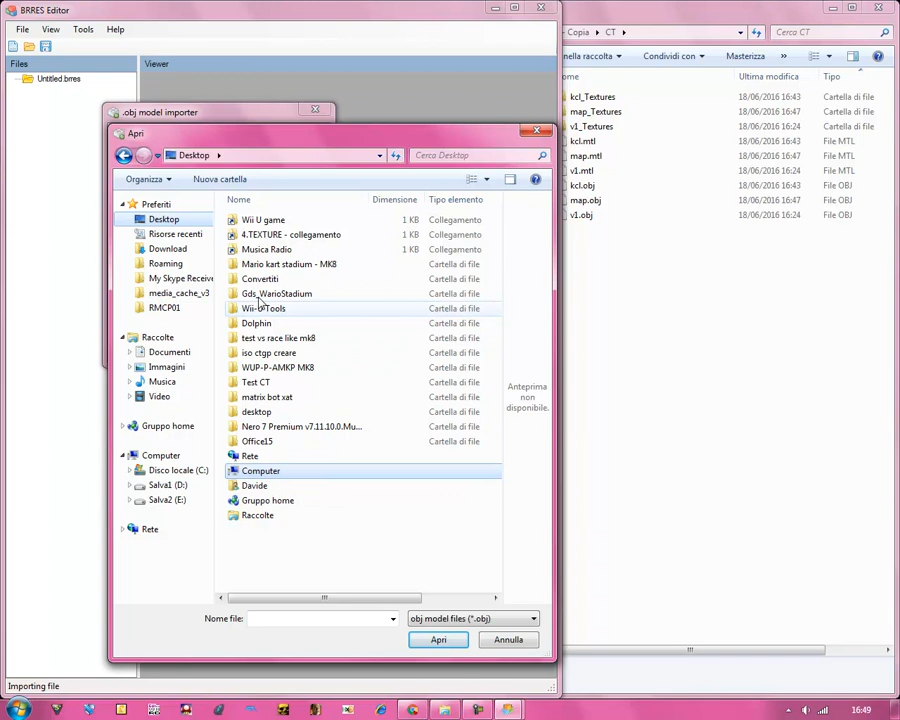 BRRES Editor
File View Tools Help
Files Viewer
Untitled.brres
.obj model importer
Apri
Desktop
Cerca Desktop
Organizza Nuova cartella
Preferiti
Desktop
Risorse recenti
Download
Roaming
My Skype Receive
media_cache_v3
RMCP01
Raccolte
Documenti
Immagini
Musica
Video
Gruppo home
Computer
Disco locale (C:)
Salva1 (D:)
Salva2 (E:)
Rete
Nome Dimensione Tipo elemento
Wii U game 1 KB Collegamento
4.TEXTURE - collegamento 1 KB Collegamento
Musica Radio 1 KB Collegamento
Mario kart stadium - MK8 Cartella di file
Convertiti Cartella di file
Gds_WarioStadium Cartella di file
Wii-U Tools Cartella di file
Dolphin Cartella di file
test vs race like mk8 Cartella di file
iso ctgp creare Cartella di file
WUP-P-AMKP MK8 Cartella di file
Test CT Cartella di file
matrix bot xat Cartella di file
desktop Cartella di file
Nero 7 Premium v7.11.10.0.Mu... Cartella di file
Office15 Cartella di file
Rete
Computer
Davide
Gruppo home
Raccolte
Anteprima
non
disponibile.
Nome file: obj model files (*.obj)
Apri Annulla
Importing file
Copia CT
Cerca CT
nella raccolta Condividi con Masterizza »
ome Ultima modifica Tipo
kcl_Textures 18/06/2016 16:43 Cartella di file
map_Textures 18/06/2016 16:43 Cartella di file
v1_Textures 18/06/2016 16:24 Cartella di file
kcl.mtl 18/06/2016 16:43 File MTL
map.mtl 18/06/2016 16:43 File MTL
v1.mtl 18/06/2016 16:24 File MTL
kcl.obj 18/06/2016 16:43 File OBJ
map.obj 18/06/2016 16:43 File OBJ
v1.obj 18/06/2016 16:24 File OBJ
16:49